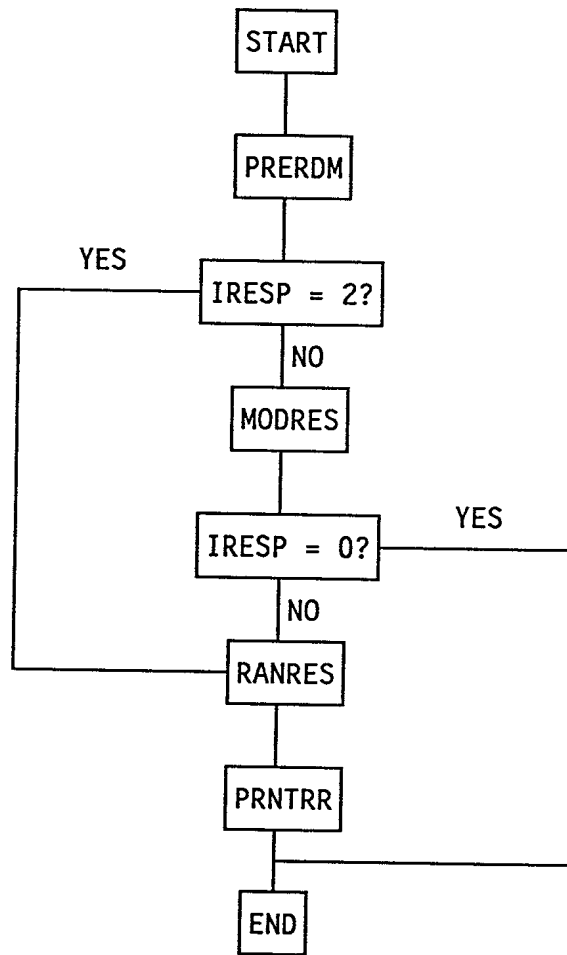 START
PRERDM
YES
IRESP = 2?
NO
MODRES
YES
IRESP = 0?
NO
RANRES
PRNTRR
END